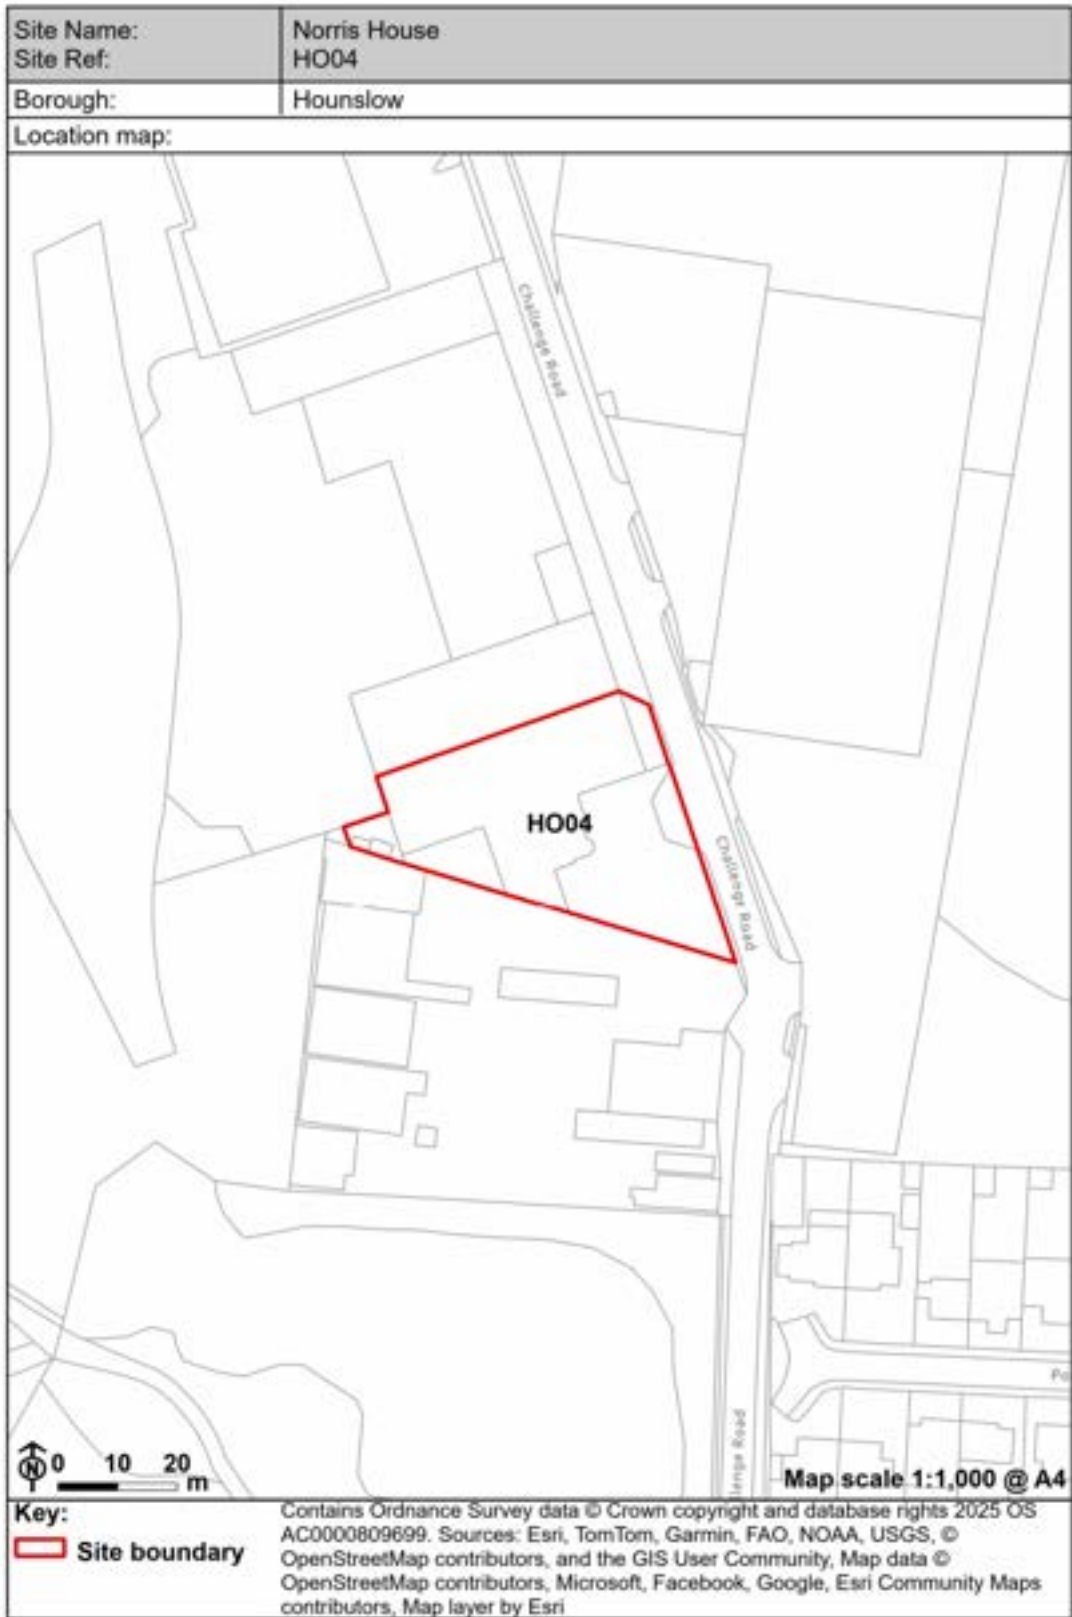 Site Name: Norris House
Site Ref: HO04
Borough: Hounslow
Location map:
Challenge Road
HO04
Challenge Road
Po
lenge Road
N 0 10 20 m
Map scale 1:1,000 @ A4
Key:
Site boundary
Contains Ordnance Survey data © Crown copyright and database rights 2025 OS
AC0000809699. Sources: Esri, TomTom, Garmin, FAO, NOAA, USGS, ©
OpenStreetMap contributors, and the GIS User Community, Map data ©
OpenStreetMap contributors, Microsoft, Facebook, Google, Esri Community Maps
contributors, Map layer by Esri